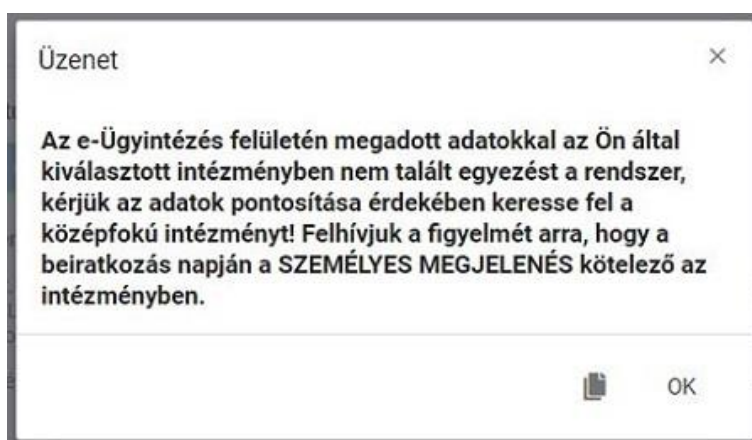 Üzenet
Az e-Ügyintézés felületén megadott adatokkal az Ön által
kiválasztott intézményben nem talált egyezést a rendszer,
kérjük az adatok pontosítása érdekében keresse fel a
középfokú intézményt! Felhívjuk a figyelmét arra, hogy a
beiratkozás napján a SZEMÉLYES MEGJELENÉS kötelező az
intézményben.
OK